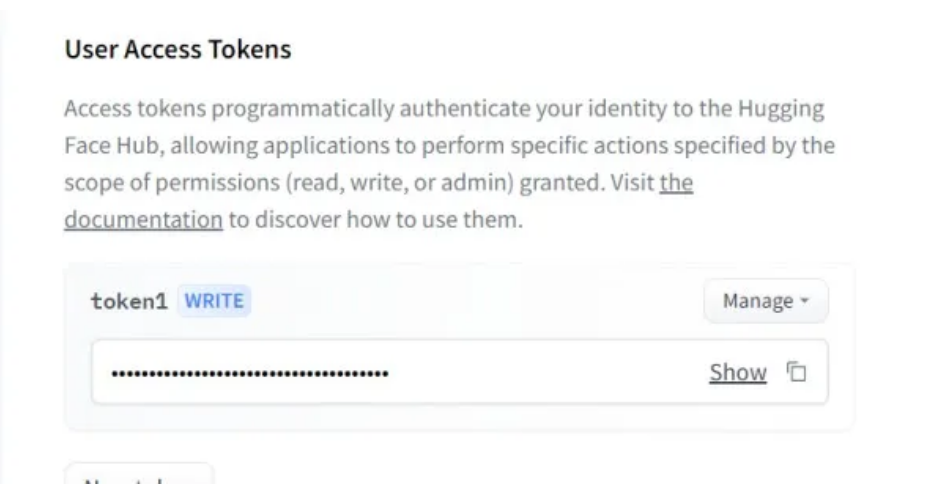 User Access Tokens
Access tokens programmatically authenticate your identity to the Hugging
Face Hub, allowing applications to perform specific actions specified by the
scope of permissions (read, write, or admin) granted. Visit the
documentation to discover how to use them.
token1 WRITE Manage
••••••••••••••••••••••••••••••••••••• Show